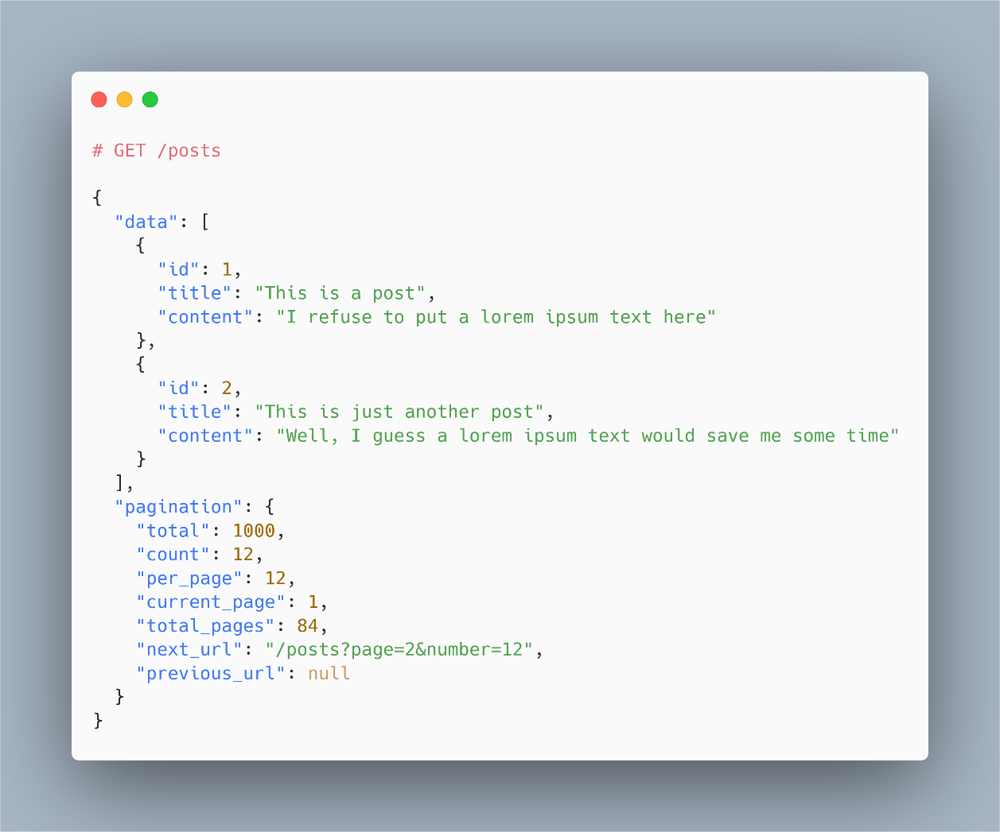 # GET /posts
{
  "data": [
    {
      "id": 1,
      "title": "This is a post",
      "content": "I refuse to put a lorem ipsum text here"
    },
    {
      "id": 2,
      "title": "This is just another post",
      "content": "Well, I guess a lorem ipsum text would save me some time"
    }
  ],
  "pagination": {
    "total": 1000,
    "count": 12,
    "per_page": 12,
    "current_page": 1,
    "total_pages": 84,
    "next_url": "/posts?page=2&number=12",
    "previous_url": null
  }
}